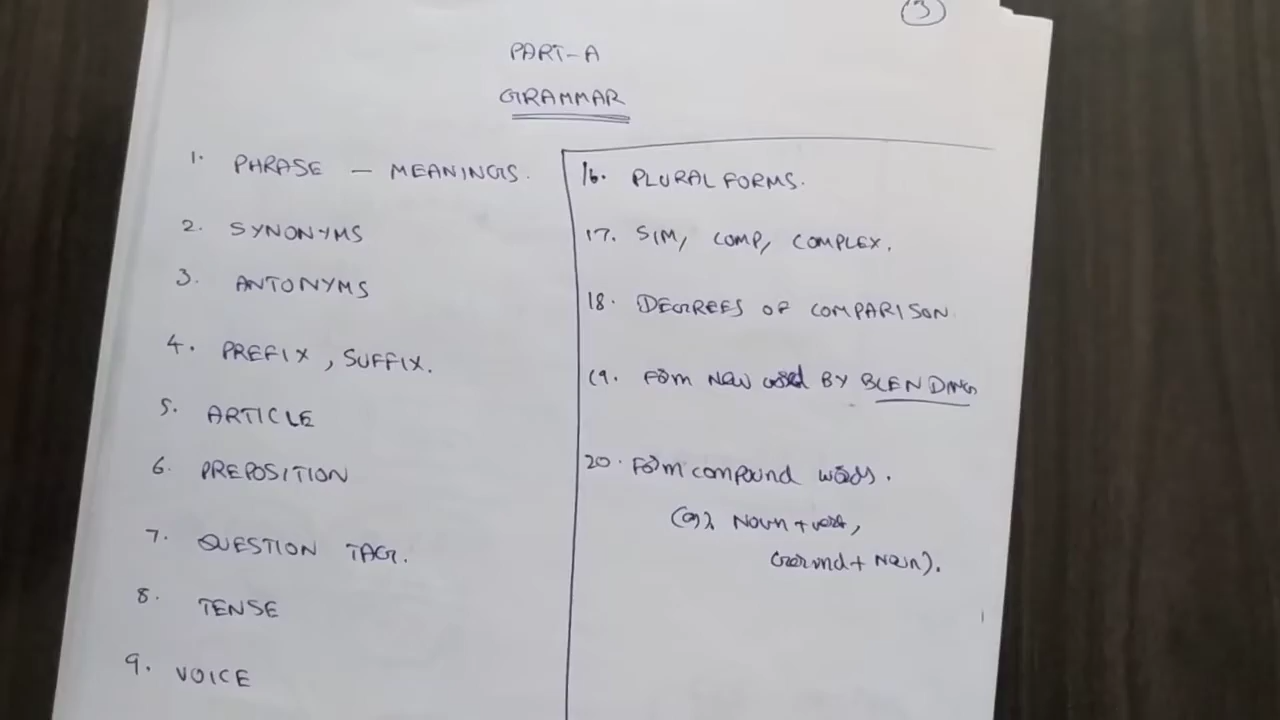 3
PART-A
GRAMMAR
1. PHRASE – MEANINGS.
2. SYNONYMS
3. ANTONYMS
4. PREFIX, SUFFIX.
5. ARTICLE
6. PREPOSITION
7. QUESTION TAG.
8. TENSE
9. VOICE
16. PLURAL FORMS.
17. SIM, COMP, COMPLEX.
18. DEGREES OF COMPARISON
19. Form New word BY BLENDING
20. Form compound words.
(eg), Noun + verb,
Gerund + Noun).